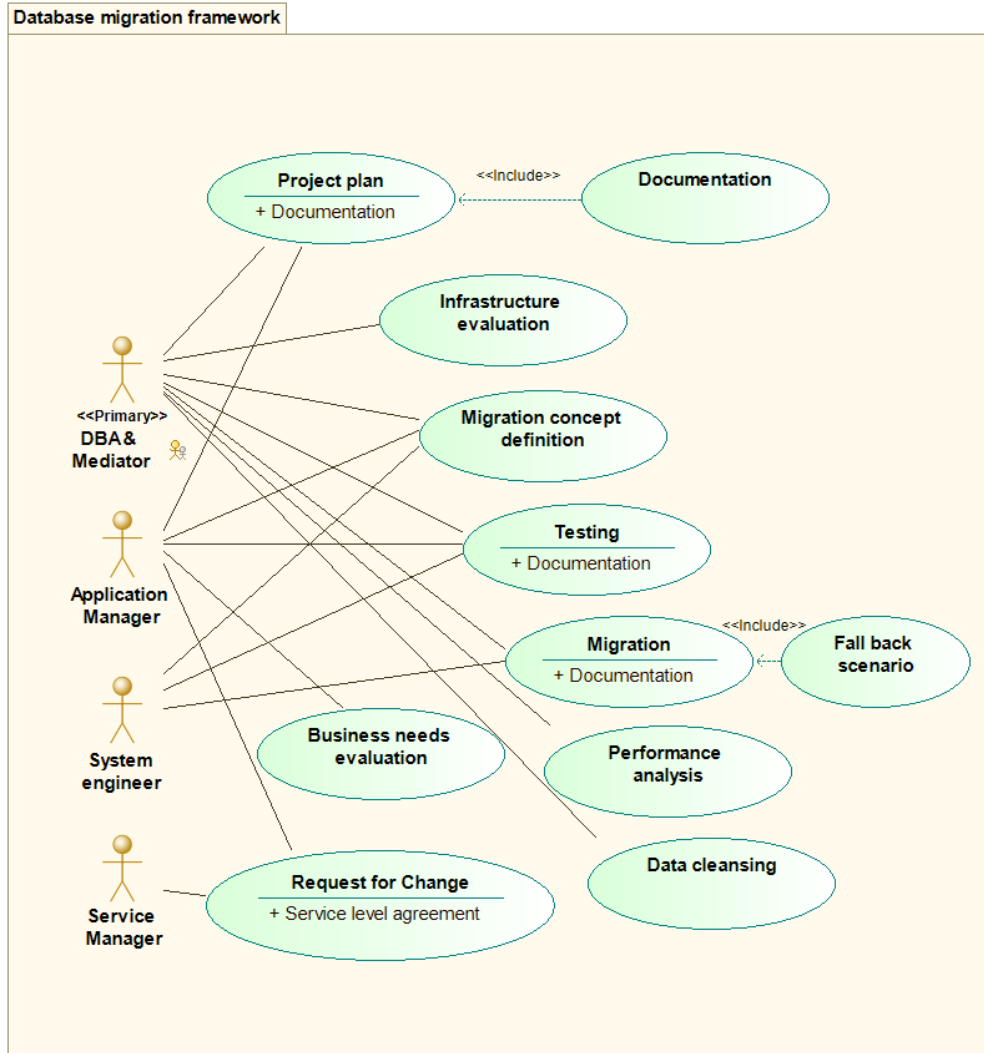 Database migration framework
Project plan
+ Documentation
<<Include>>
Documentation
Infrastructure
evaluation
<<Primary>>
DBA &
Mediator
Migration concept
definition
Testing
+ Documentation
Application
Manager
Migration
+ Documentation
<<Include>>
Fall back
scenario
System
engineer
Business needs
evaluation
Performance
analysis
Data cleansing
Request for Change
+ Service level agreement
Service
Manager